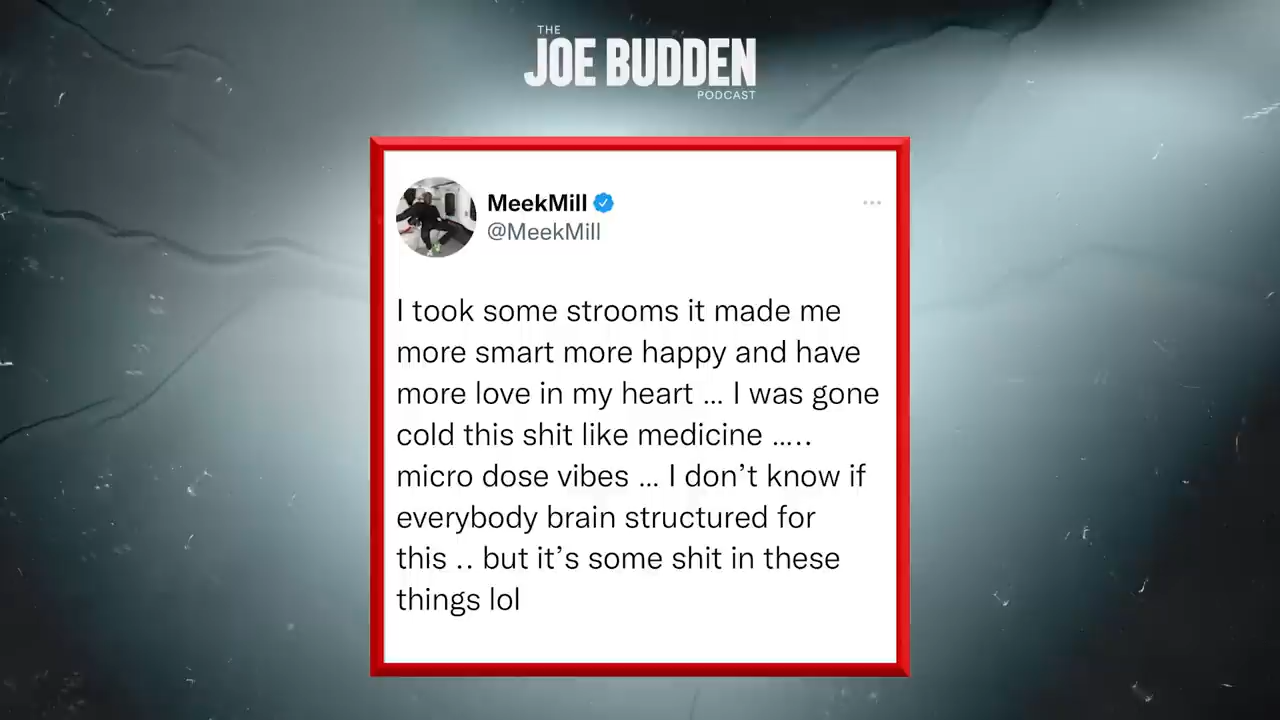 THE
JOE BUDDEN
PODCAST
MeekMill
@MeekMill
I took some strooms it made me
more smart more happy and have
more love in my heart ... I was gone
cold this shit like medicine .....
micro dose vibes ... I don’t know if
everybody brain structured for
this .. but it’s some shit in these
things lol